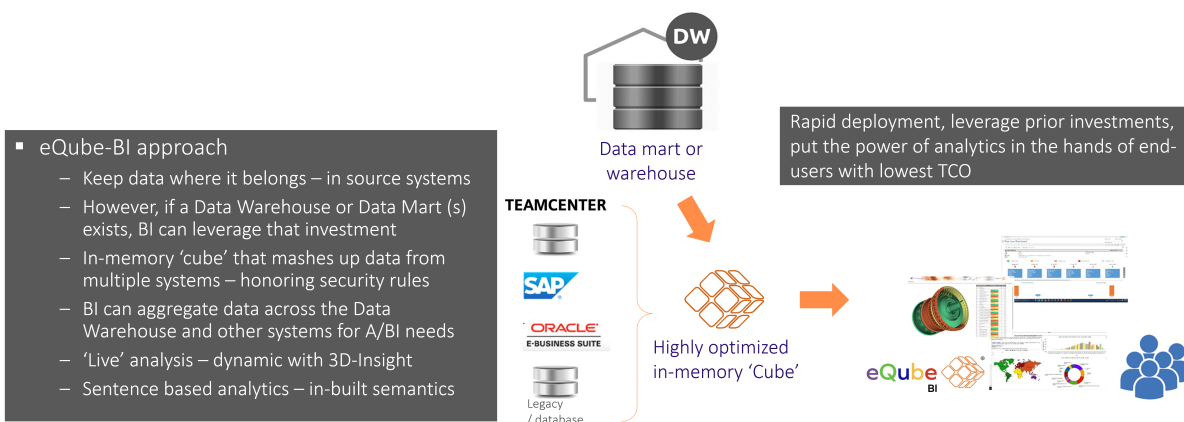 DW
Data mart or
warehouse
Rapid deployment, leverage prior investments,
put the power of analytics in the hands of end-
users with lowest TCO
▪ eQube-BI approach
– Keep data where it belongs – in source systems
– However, if a Data Warehouse or Data Mart (s)
exists, BI can leverage that investment
– In-memory ‘cube’ that mashes up data from
multiple systems – honoring security rules
– BI can aggregate data across the Data
Warehouse and other systems for A/BI needs
– ‘Live’ analysis – dynamic with 3D-Insight
– Sentence based analytics – in-built semantics
TEAMCENTER
SAP
ORACLE
E-BUSINESS SUITE
Legacy
/ database
Highly optimized
in-memory ‘Cube’
eQube®
BI